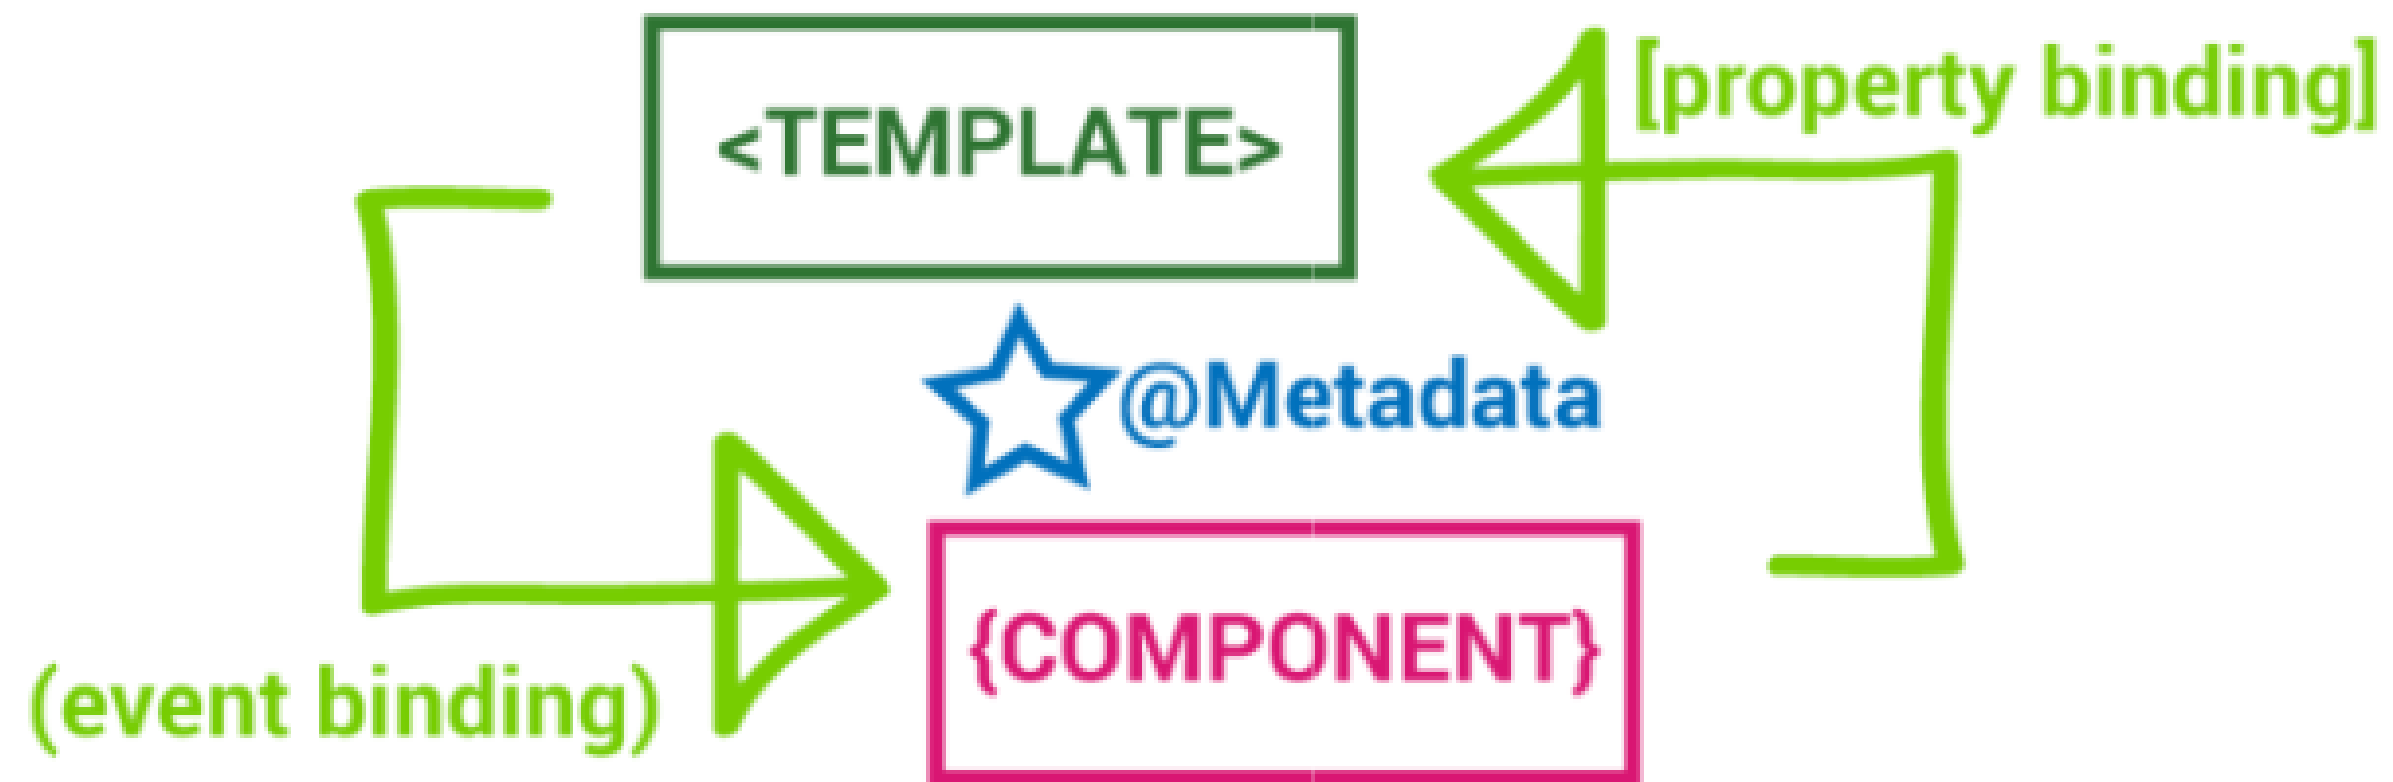 [property binding]
<TEMPLATE>
@Metadata
{COMPONENT}
(event binding)